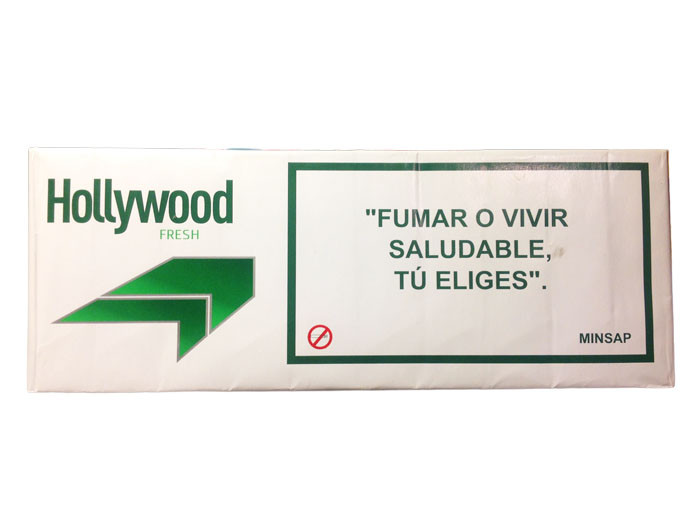 Hollywood
FRESH
"FUMAR O VIVIR
SALUDABLE,
TÚ ELIGES".
MINSAP